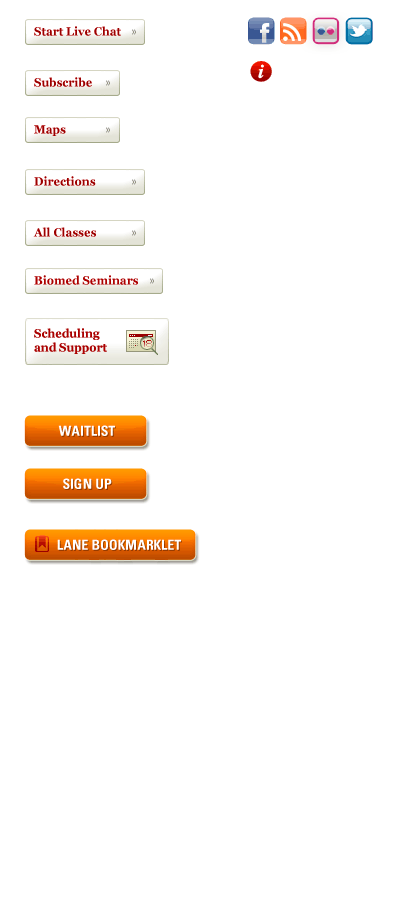 Start Live Chat »
Subscribe »
Maps »
Directions »
All Classes »
Biomed Seminars »
Scheduling
and Support
WAITLIST
SIGN UP
LANE BOOKMARKLET
f
i